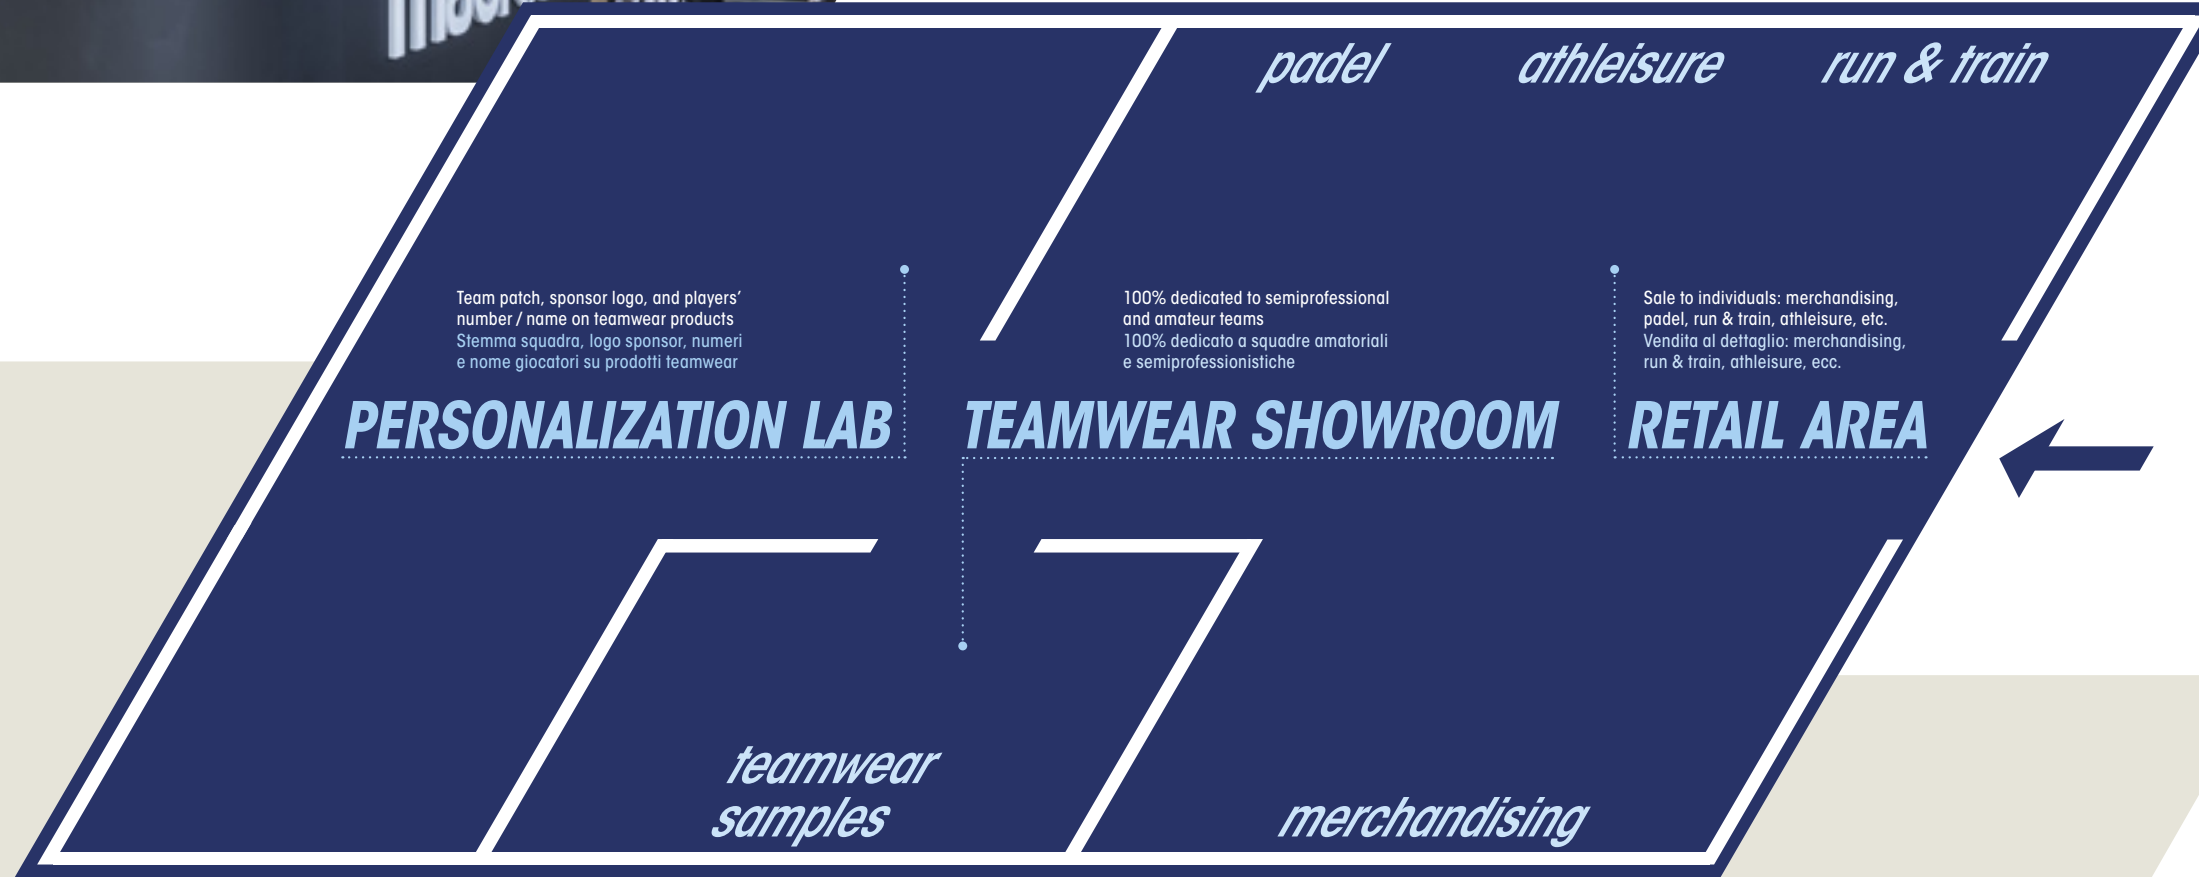 padel athleisure run & train
Team patch, sponsor logo, and players’
number / name on teamwear products
Stemma squadra, logo sponsor, numeri
e nome giocatori su prodotti teamwear
PERSONALIZATION LAB
100% dedicated to semiprofessional
and amateur teams
100% dedicato a squadre amatoriali
e semiprofessionistiche
TEAMWEAR SHOWROOM
Sale to individuals: merchandising,
padel, run & train, athleisure, etc.
Vendita al dettaglio: merchandising,
run & train, athleisure, ecc.
RETAIL AREA
teamwear
samples
merchandising